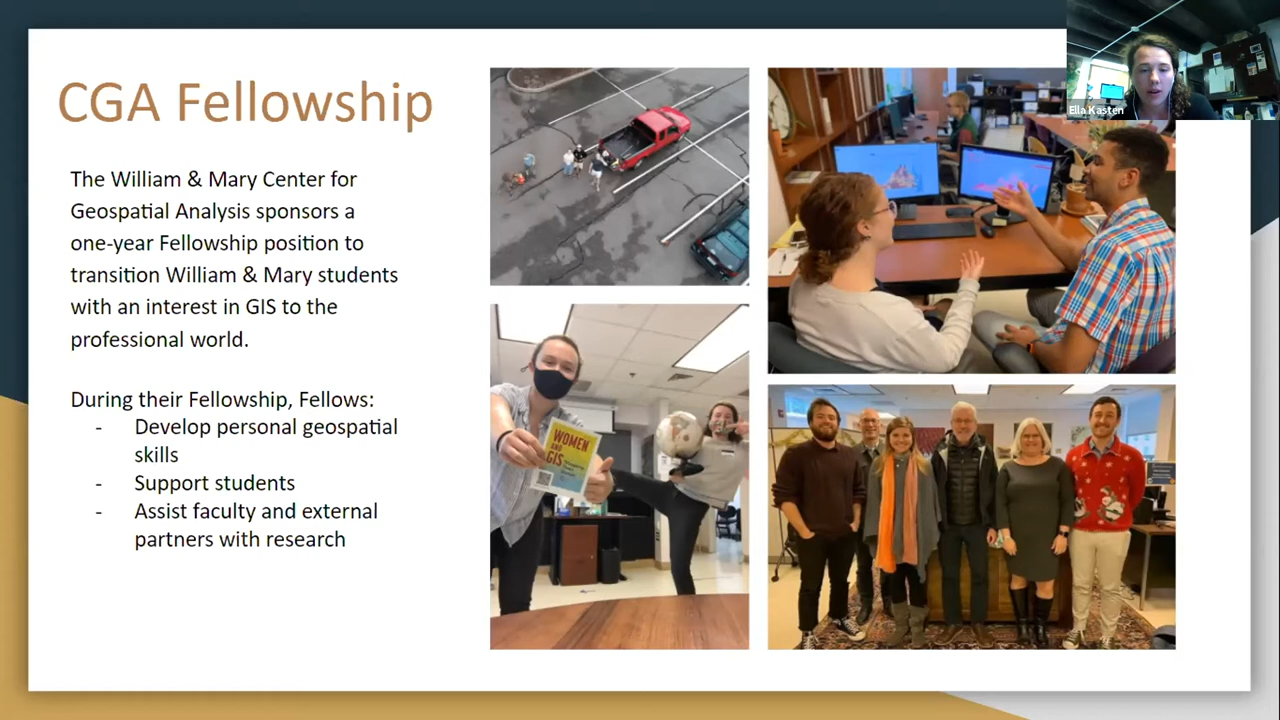 CGA Fellowship
The William & Mary Center for
Geospatial Analysis sponsors a
one-year Fellowship position to
transition William & Mary students
with an interest in GIS to the
professional world.
During their Fellowship, Fellows:
- Develop personal geospatial
skills
- Support students
- Assist faculty and external
partners with research
WOMEN
AND
GIS
Ella Kasten